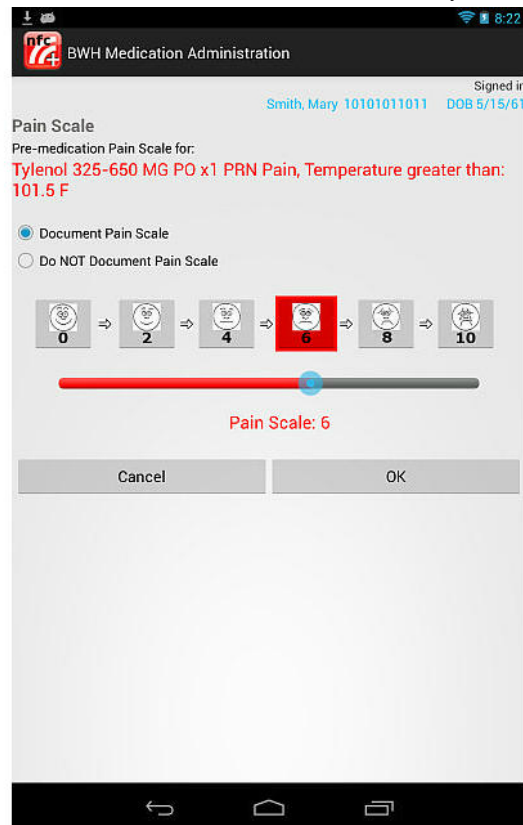 8:22
nfc
BWH Medication Administration
Signed in
Smith, Mary 10101011011 DOB 5/15/61
Pain Scale
Pre-medication Pain Scale for:
Tylenol 325-650 MG PO x1 PRN Pain, Temperature greater than:
101.5 F
Document Pain Scale
Do NOT Document Pain Scale
0 ⇒ 2 ⇒ 4 ⇒ 6 ⇒ 8 ⇒ 10
Pain Scale: 6
Cancel OK